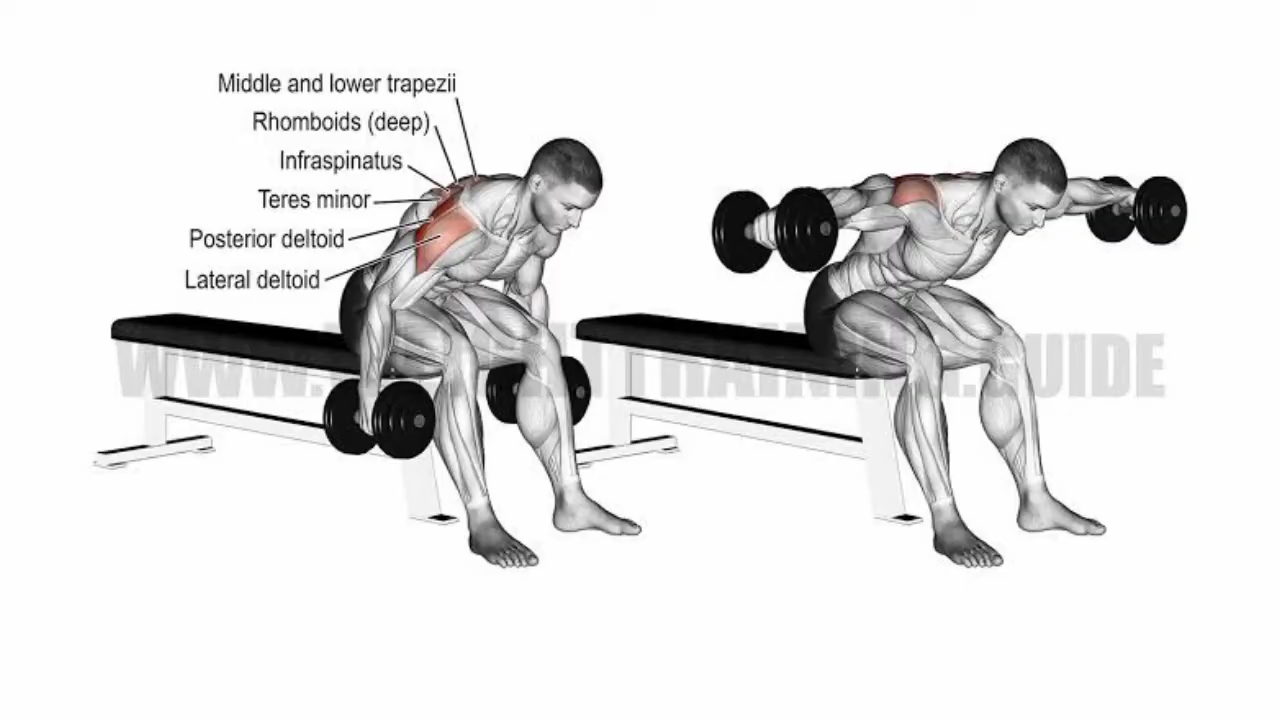 Middle and lower trapezii
Rhomboids (deep)
Infraspinatus
Teres minor
Posterior deltoid
Lateral deltoid